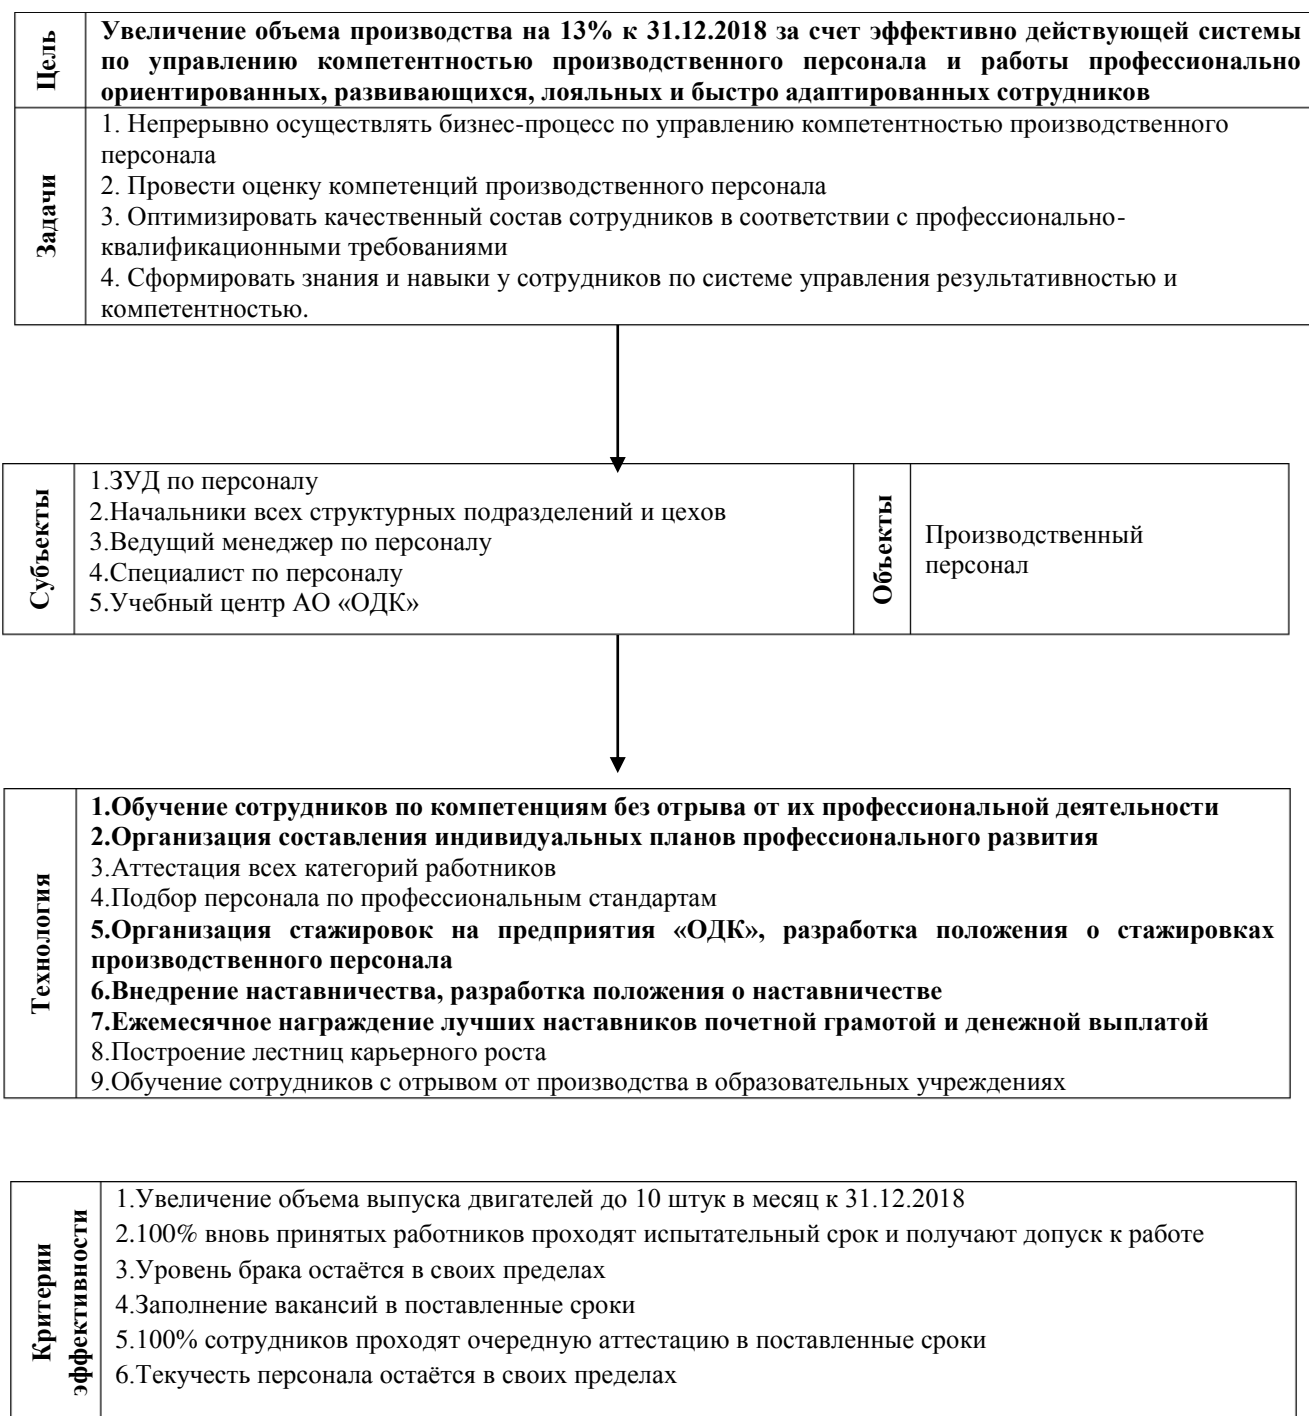 Цель
Увеличение объема производства на 13% к 31.12.2018 за счет эффективно действующей системы
по управлению компетентностью производственного персонала и работы профессионально
ориентированных, развивающихся, лояльных и быстро адаптированных сотрудников
Задачи
1. Непрерывно осуществлять бизнес-процесс по управлению компетентностью производственного
персонала
2. Провести оценку компетенций производственного персонала
3. Оптимизировать качественный состав сотрудников в соответствии с профессионально-
квалификационными требованиями
4. Сформировать знания и навыки у сотрудников по системе управления результативностью и
компетентностью.
Субъекты
1.ЗУД по персоналу
2.Начальники всех структурных подразделений и цехов
3.Ведущий менеджер по персоналу
4.Специалист по персоналу
5.Учебный центр АО «ОДК»
Объекты
Производственный
персонал
Технология
1.Обучение сотрудников по компетенциям без отрыва от их профессиональной деятельности
2.Организация составления индивидуальных планов профессионального развития
3.Аттестация всех категорий работников
4.Подбор персонала по профессиональным стандартам
5.Организация стажировок на предприятия «ОДК», разработка положения о стажировках
производственного персонала
6.Внедрение наставничества, разработка положения о наставничестве
7.Ежемесячное награждение лучших наставников почетной грамотой и денежной выплатой
8.Построение лестниц карьерного роста
9.Обучение сотрудников с отрывом от производства в образовательных учреждениях
Критерии
эффективности
1.Увеличение объема выпуска двигателей до 10 штук в месяц к 31.12.2018
2.100% вновь принятых работников проходят испытательный срок и получают допуск к работе
3.Уровень брака остаётся в своих пределах
4.Заполнение вакансий в поставленные сроки
5.100% сотрудников проходят очередную аттестацию в поставленные сроки
6.Текучесть персонала остаётся в своих пределах